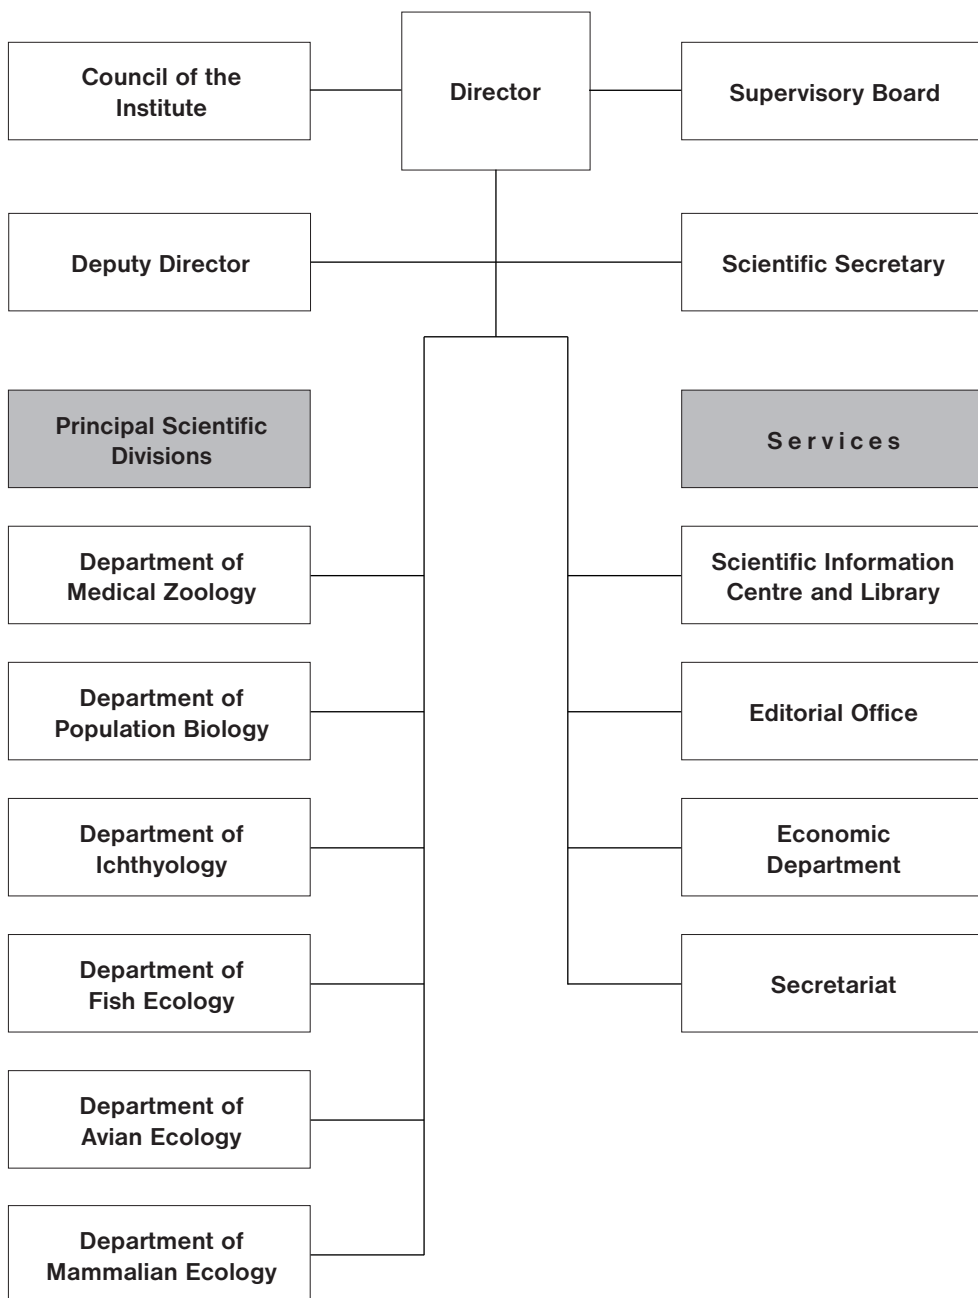 Council of the
Institute
Director
Supervisory Board
Deputy Director
Scientific Secretary
Principal Scientific
Divisions
Services
Department of
Medical Zoology
Scientific Information
Centre and Library
Department of
Population Biology
Editorial Office
Department of
Ichthyology
Economic
Department
Department of
Fish Ecology
Secretariat
Department of
Avian Ecology
Department of
Mammalian Ecology